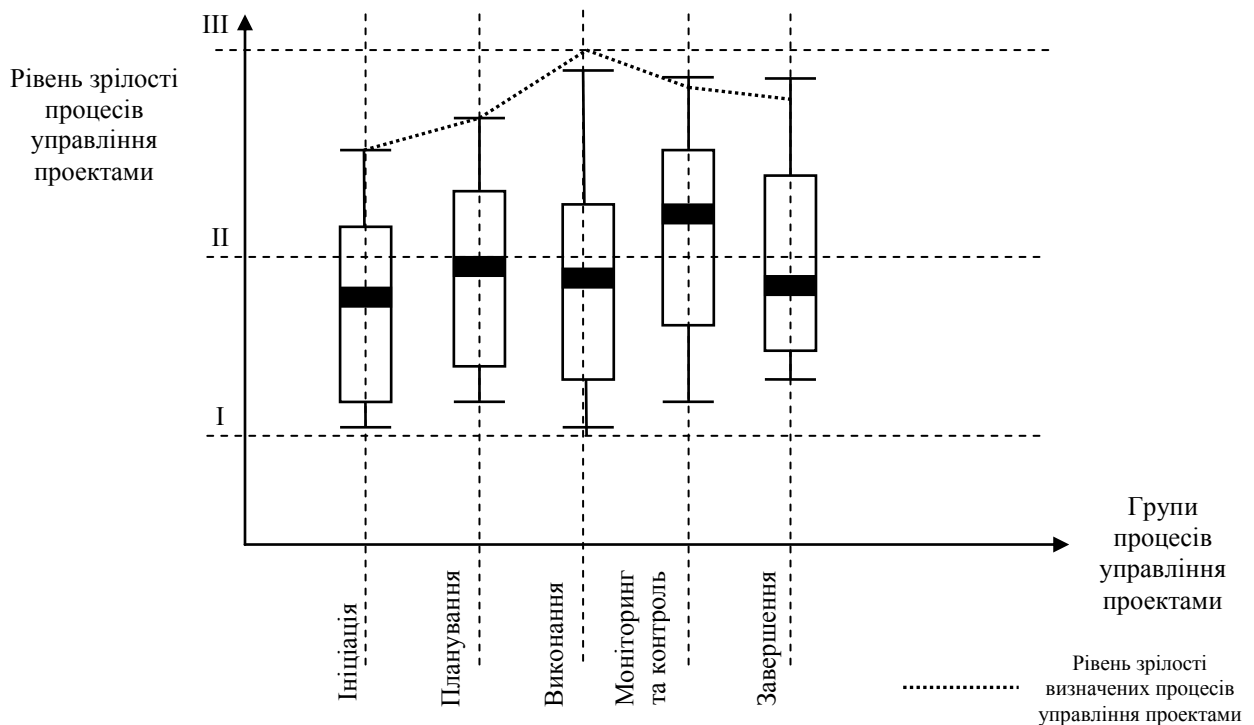 III
Рівень зрілості
процесів
управління
проектами
II
I
Групи
процесів
управління
проектами
Ініціація
Планування
Виконання
Моніторинг
та контроль
Завершення
Рівень зрілості
визначених процесів
управління проектами